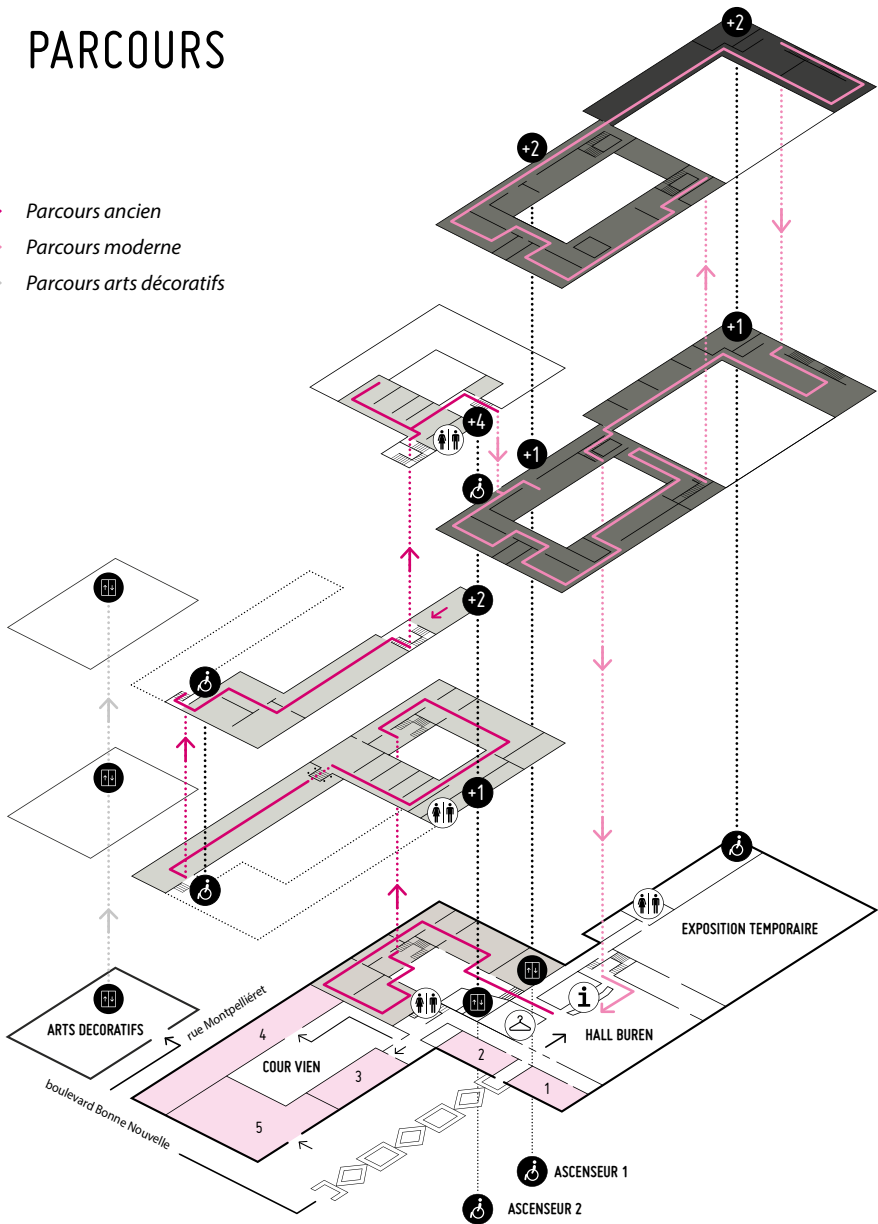 PARCOURS
Parcours ancien
Parcours moderne
Parcours arts décoratifs
+2
+2
+1
+4
+1
+2
+1
EXPOSITION TEMPORAIRE
i
HALL BUREN
ARTS DECORATIFS
rue Montpelliéret
4
COUR VIEN
3
2
1
5
boulevard Bonne Nouvelle
ASCENSEUR 1
ASCENSEUR 2